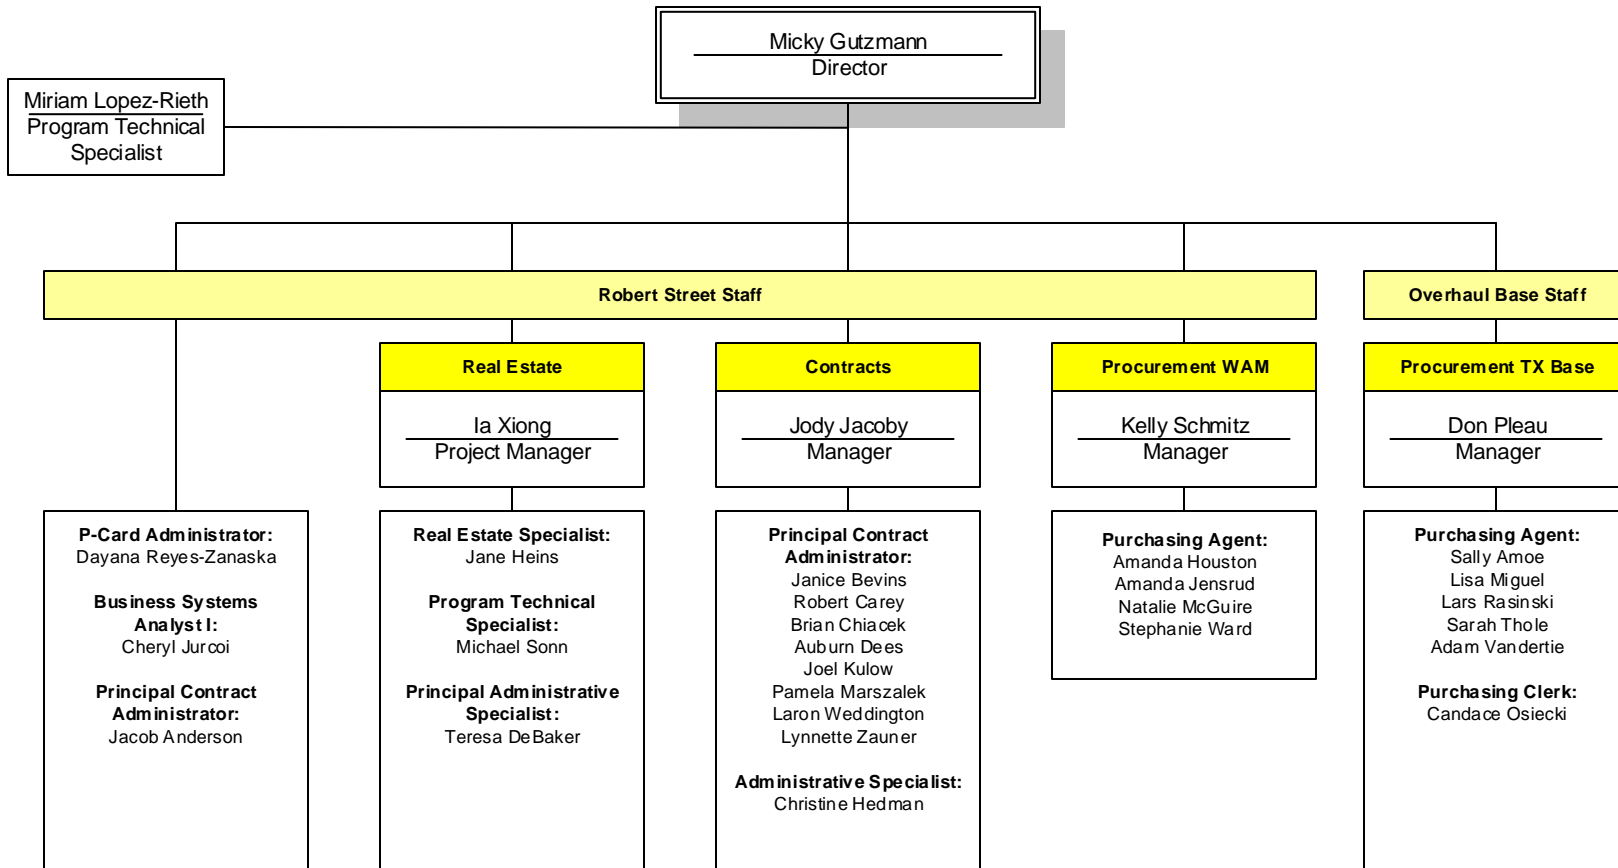 Micky Gutzmann
Director
Miriam Lopez-Rieth
Program Technical
Specialist
Robert Street Staff
Overhaul Base Staff
Real Estate
Ia Xiong
Project Manager
Contracts
Jody Jacoby
Manager
Procurement WAM
Kelly Schmitz
Manager
Procurement TX Base
Don Pleau
Manager
P-Card Administrator:
Dayana Reyes-Zanaska
Business Systems
Analyst I:
Cheryl Jurcoi
Principal Contract
Administrator:
Jacob Anderson
Real Estate Specialist:
Jane Heins
Program Technical
Specialist:
Michael Sonn
Principal Administrative
Specialist:
Teresa DeBaker
Principal Contract
Administrator:
Janice Bevins
Robert Carey
Brian Chiacek
Auburn Dees
Joel Kulow
Pamela Marszalek
Laron Weddington
Lynnette Zauner
Administrative Specialist:
Christine Hedman
Purchasing Agent:
Amanda Houston
Amanda Jensrud
Natalie McGuire
Stephanie Ward
Purchasing Agent:
Sally Amoe
Lisa Miguel
Lars Rasinski
Sarah Thole
Adam Vandertie
Purchasing Clerk:
Candace Osiecki